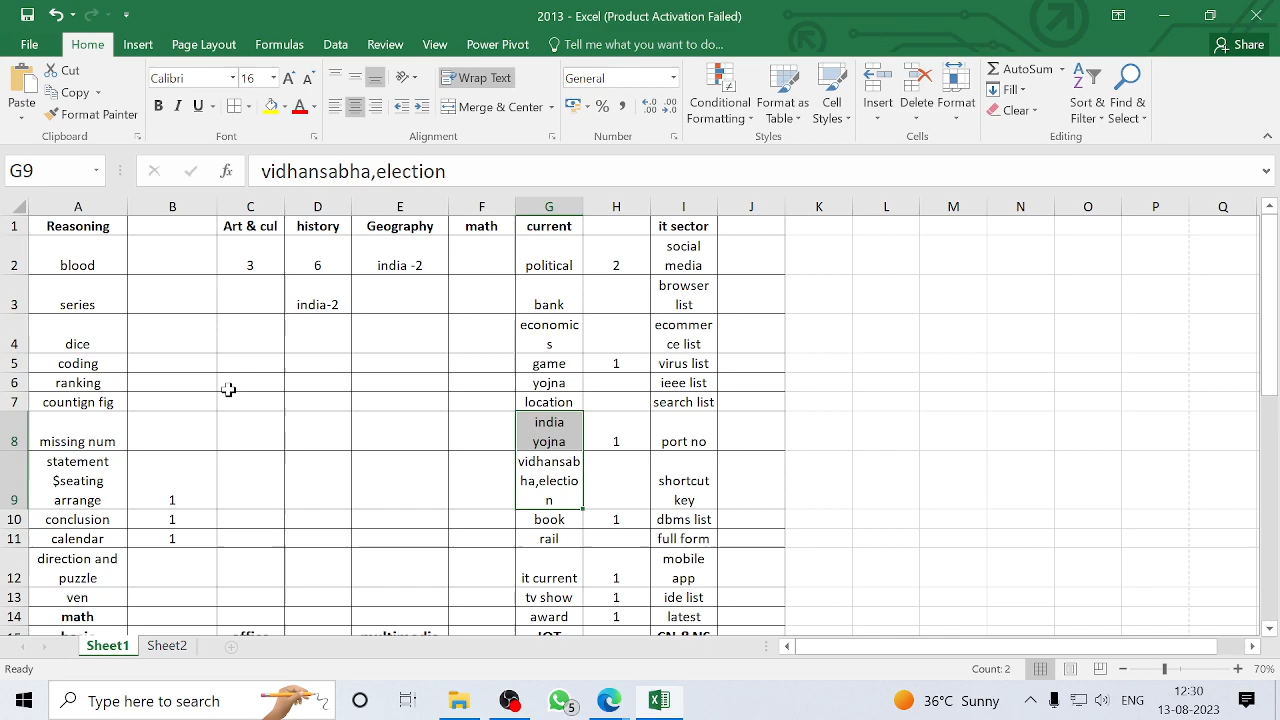 2013 - Excel (Product Activation Failed)
File Home Insert Page Layout Formulas Data Review View Power Pivot Tell me what you want to do... Share
Paste
Cut
Copy
Format Painter
Clipboard
Calibri 16
B I U
Font
Wrap Text
Merge & Center
Alignment
General
Number
Conditional Formatting
Format as Table
Cell Styles
Styles
Insert Delete Format
Cells
AutoSum
Fill
Clear
Sort & Filter
Find & Select
Editing
G9 fx vidhansabha,election
A B C D E F G H I J K L M N O P Q
1 Reasoning Art & cul history Geography math current it sector
2 blood 3 6 india -2 political 2 social media
3 series india-2 bank browser list
4 dice economics ecommerce list
5 coding game 1 virus list
6 ranking yojna ieee list
7 countign fig location search list
8 missing num india yojna 1 port no
9 statement $seating arrange 1 vidhansabha,election shortcut key
10 conclusion 1 book 1 dbms list
11 calendar 1 rail full form
12 direction and puzzle it current 1 mobile app
13 ven tv show 1 ide list
14 math award 1 latest
Sheet1 Sheet2
Ready Count: 2 70%
Type here to search 5 36°C Sunny ENG 12:30
13-08-2023